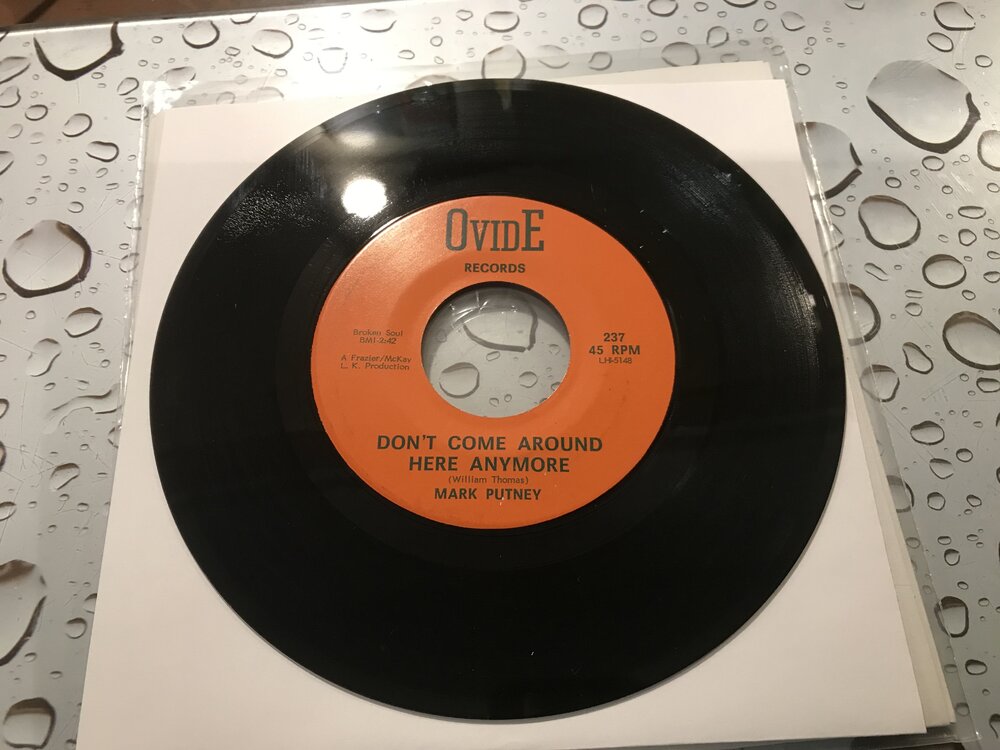 OVIDE
RECORDS
Broken Soul
BMI-2:42
A Frazier/McKay
L. K. Production
237
45 RPM
LH-5148
DON'T COME AROUND
HERE ANYMORE
(William Thomas)
MARK PUTNEY